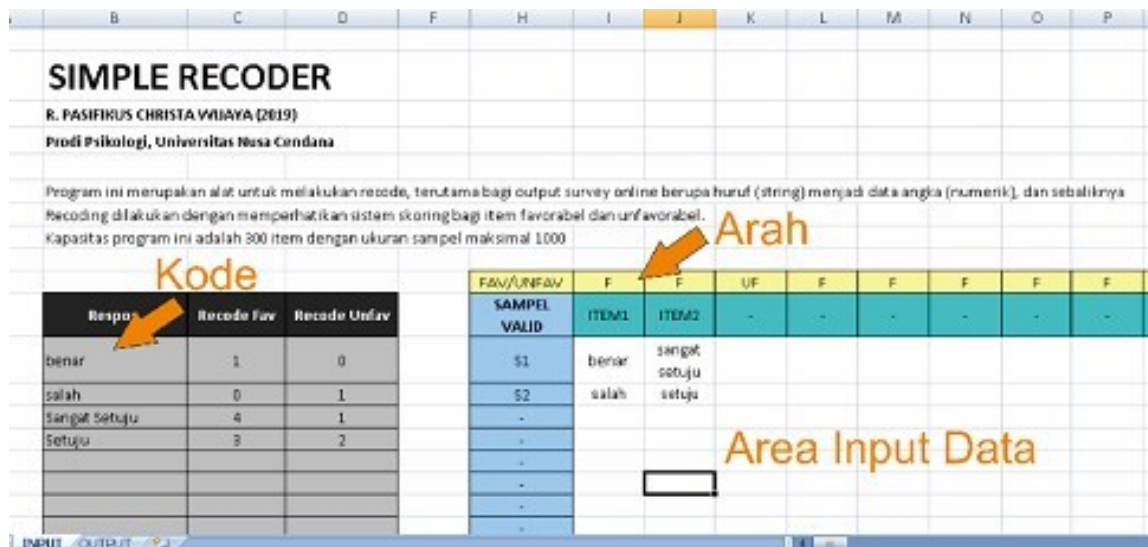 B C D F H I J K L M N O P
SIMPLE RECODER
R. PASIFIKUS CHRISTA WIJAYA (2019)
Prodi Psikologi, Universitas Nusa Cendana
Program ini merupakan alat untuk melakukan recode, terutama bagi output survey online berupa huruf (string) menjadi data angka (numerik), dan sebaliknya
Recoding dilakukan dengan memperhatikan sistem skoring bagi item favorabel dan unfavorabel.
Kapasitas program ini adalah 300 item dengan ukuran sampel maksimal 1000
Arah
Kode
FAV/UNFAV F F UF F F F F F
Respon Recode Fav Recode Unfav
SAMPEL VALID ITEM1 ITEM2 - - - - - -
benar 1 0
S1 benar sangat setuju
salah 0 1
S2 salah setuju
Sangat Setuju 4 1 -
Setuju 3 2 -
-
-
-
-
Area Input Data
INPUT OUTPUT